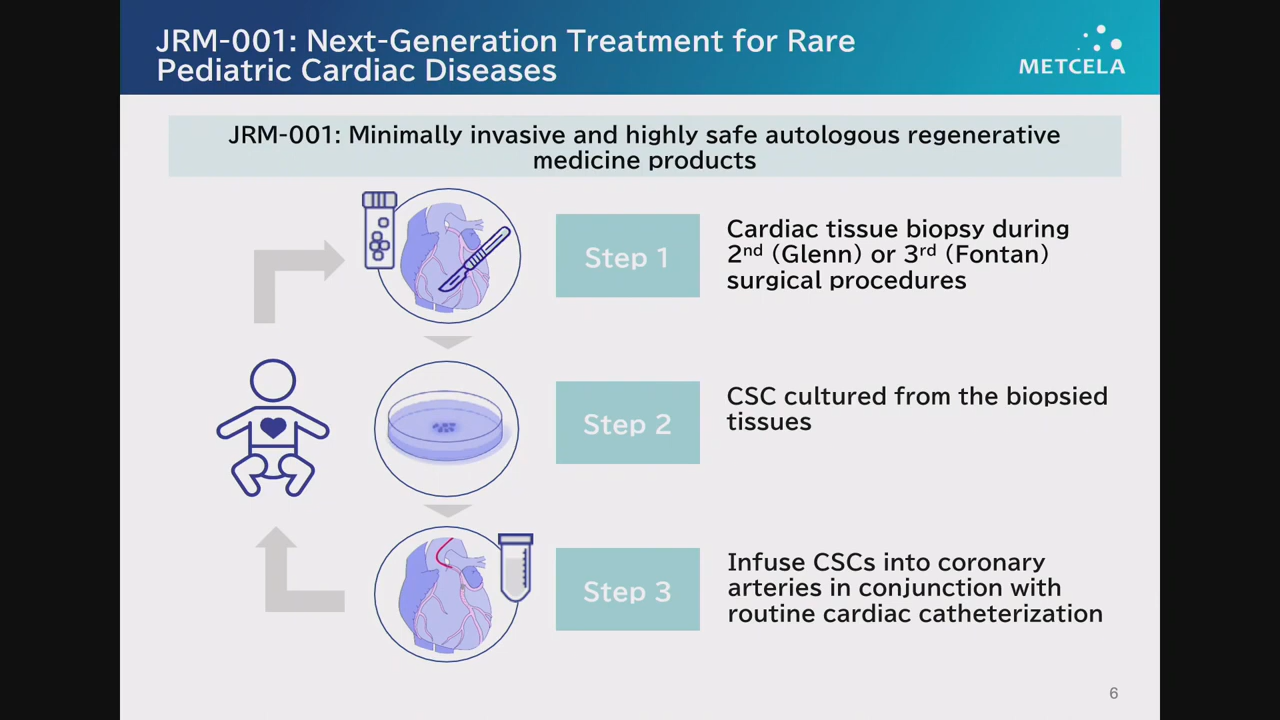 JRM-001: Next-Generation Treatment for Rare
Pediatric Cardiac Diseases
METCELA
JRM-001: Minimally invasive and highly safe autologous regenerative
medicine products
Step 1
Cardiac tissue biopsy during
2nd (Glenn) or 3rd (Fontan)
surgical procedures
Step 2
CSC cultured from the biopsied
tissues
Step 3
Infuse CSCs into coronary
arteries in conjunction with
routine cardiac catheterization
6